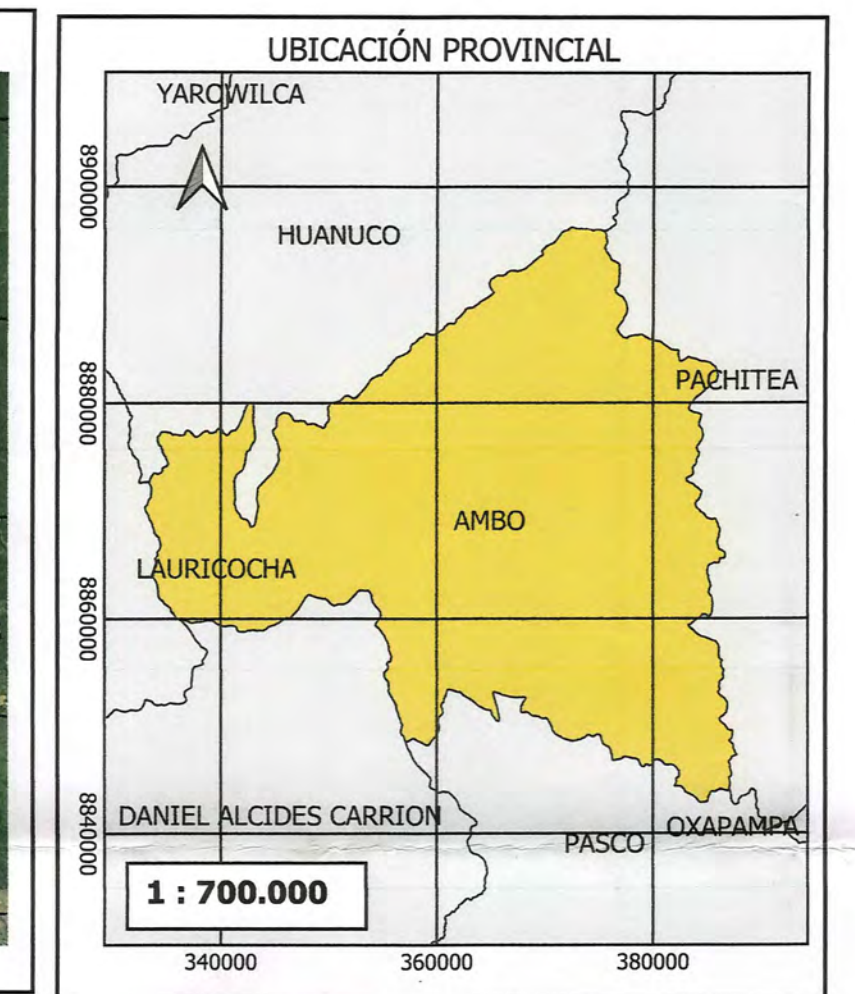 UBICACIÓN PROVINCIAL
YAROWILCA
8900000
HUANUCO
PACHITEA
8880000
AMBO
LAURICOCHA
8860000
DANIEL ALCIDES CARRION
OXAPAMPA
PASCO
8840000
1 : 700.000
340000
360000
380000